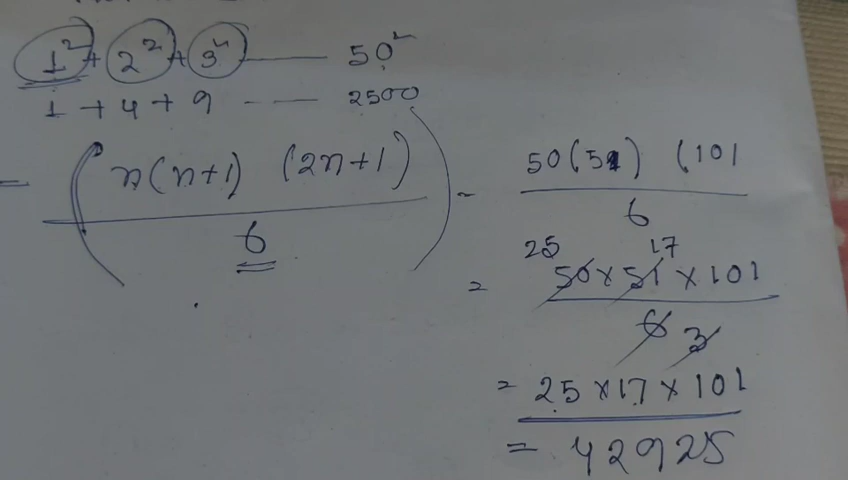 1² + 2² + 3² —— 50²
1 + 4 + 9 —— 2500
= ( n(n+1) (2n+1) / 6 ) - 50(51) (101 / 6
= 25 17
50 × 51 × 101 / 6 3
= 25 × 17 × 101
= 42925